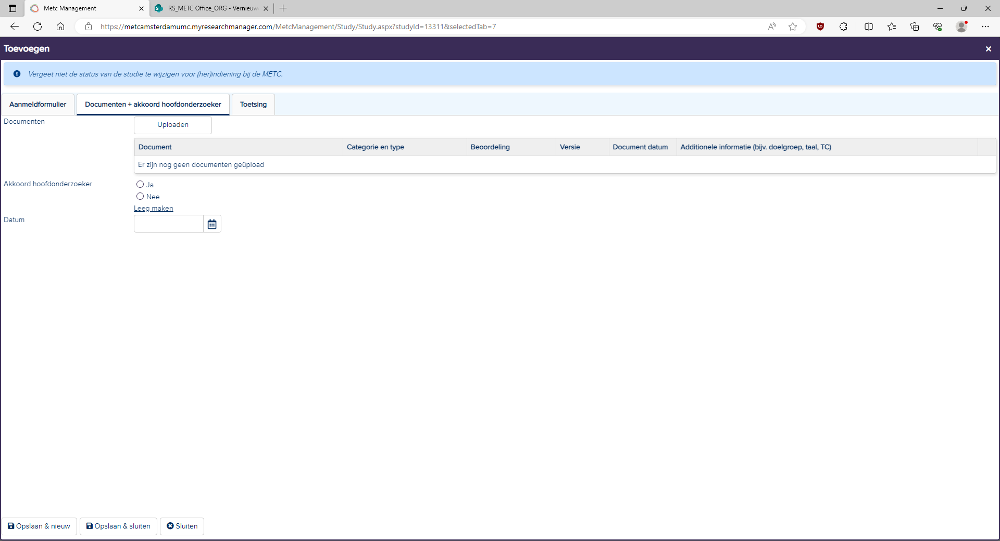 Metc Management
RS_METC Office_ORG - Vernieuw
https://metcamsterdamumc.myresearchmanager.com/MetcManagement/Study/Study.aspx?studyId=13311&selectedTab=7
Toevoegen
Vergeet niet de status van de studie te wijzigen voor (her)indiening bij de METC.
Aanmeldformulier Documenten + akkoord hoofdonderzoeker Toetsing
Documenten Uploaden
Document Categorie en type Beoordeling Versie Document datum Additionele informatie (bijv. doelgroep, taal, TC)
Er zijn nog geen documenten geüpload
Akkoord hoofdonderzoeker Ja
Nee
Leeg maken
Datum
Opslaan & nieuw Opslaan & sluiten Sluiten